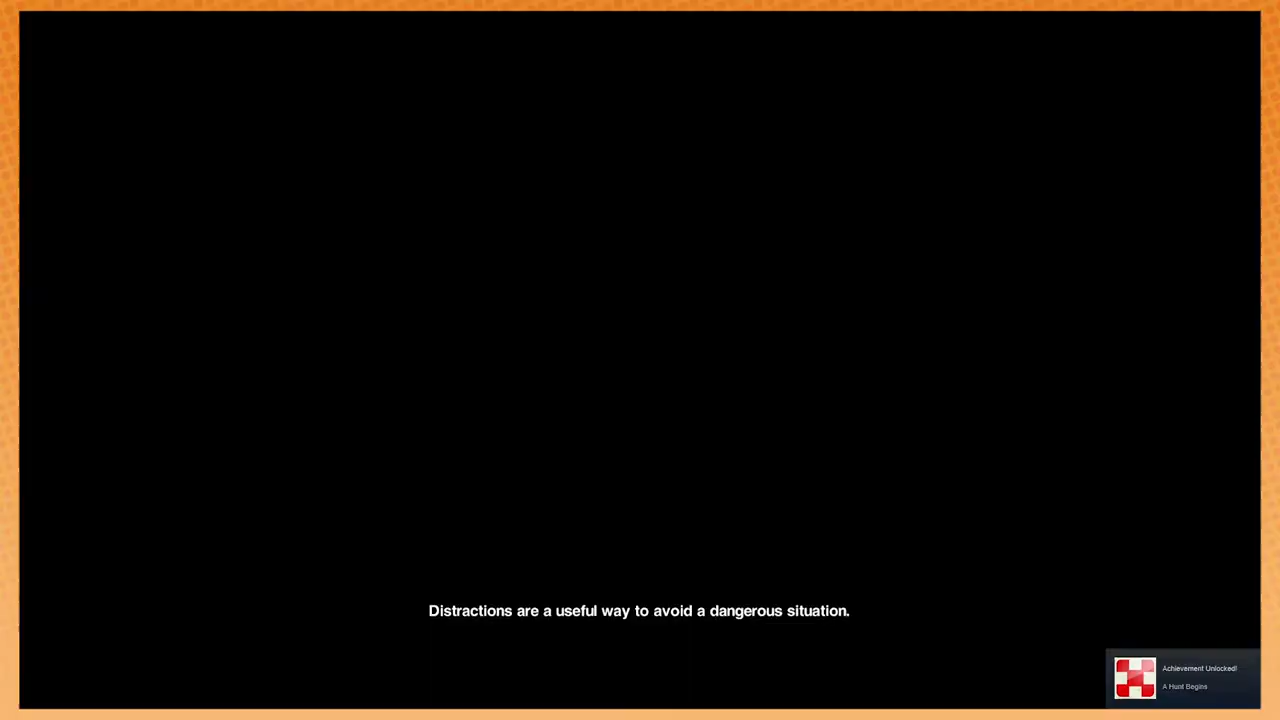 Distractions are a useful way to avoid a dangerous situation.
Achievement Unlocked!
A Hunt Begins